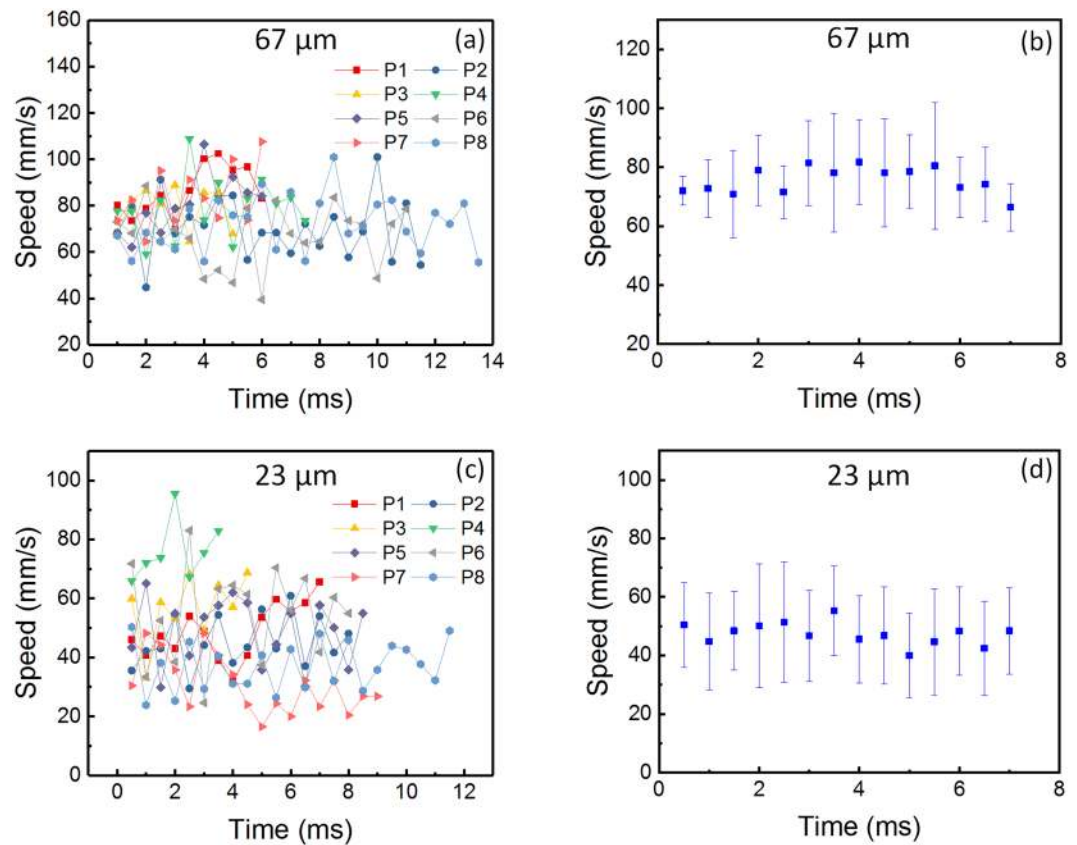 67 µm
(a)
P1 P2
P3 P4
P5 P6
P7 P8
160
140
120
100
80
60
40
20
0 2 4 6 8 10 12
Speed (mm/s)
Time (ms)
67 µm
(b)
120
100
80
60
40
20
0 2 4 6 8
Speed (mm/s)
Time (ms)
23 µm
(c)
P1 P2
P3 P4
P5 P6
P7 P8
100
80
60
40
20
0
0 2 4 6 8 10 12
Speed (mm/s)
Time (ms)
23 µm
(d)
100
80
60
40
20
0
0 2 4 6 8
Speed (mm/s)
Time (ms)